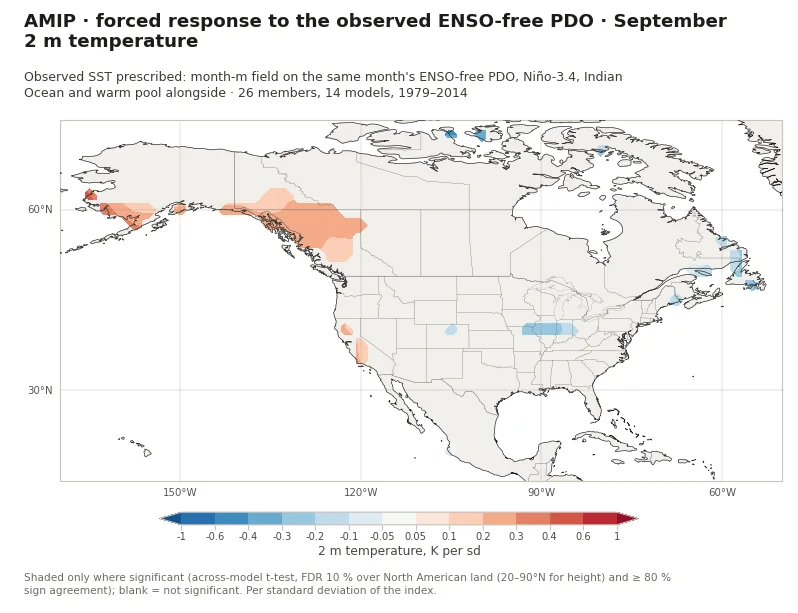 AMIP · forced response to the observed ENSO-free PDO · September
2 m temperature
Observed SST prescribed: month-m field on the same month's ENSO-free PDO, Niño-3.4, Indian
Ocean and warm pool alongside · 26 members, 14 models, 1979–2014
60°N
30°N
150°W 120°W 90°W 60°W
-1 -0.6 -0.4 -0.3 -0.2 -0.1 -0.05 0.05 0.1 0.2 0.3 0.4 0.6 1
2 m temperature, K per sd
Shaded only where significant (across-model t-test, FDR 10 % over North American land (20–90°N for height) and ≥ 80 %
sign agreement); blank = not significant. Per standard deviation of the index.